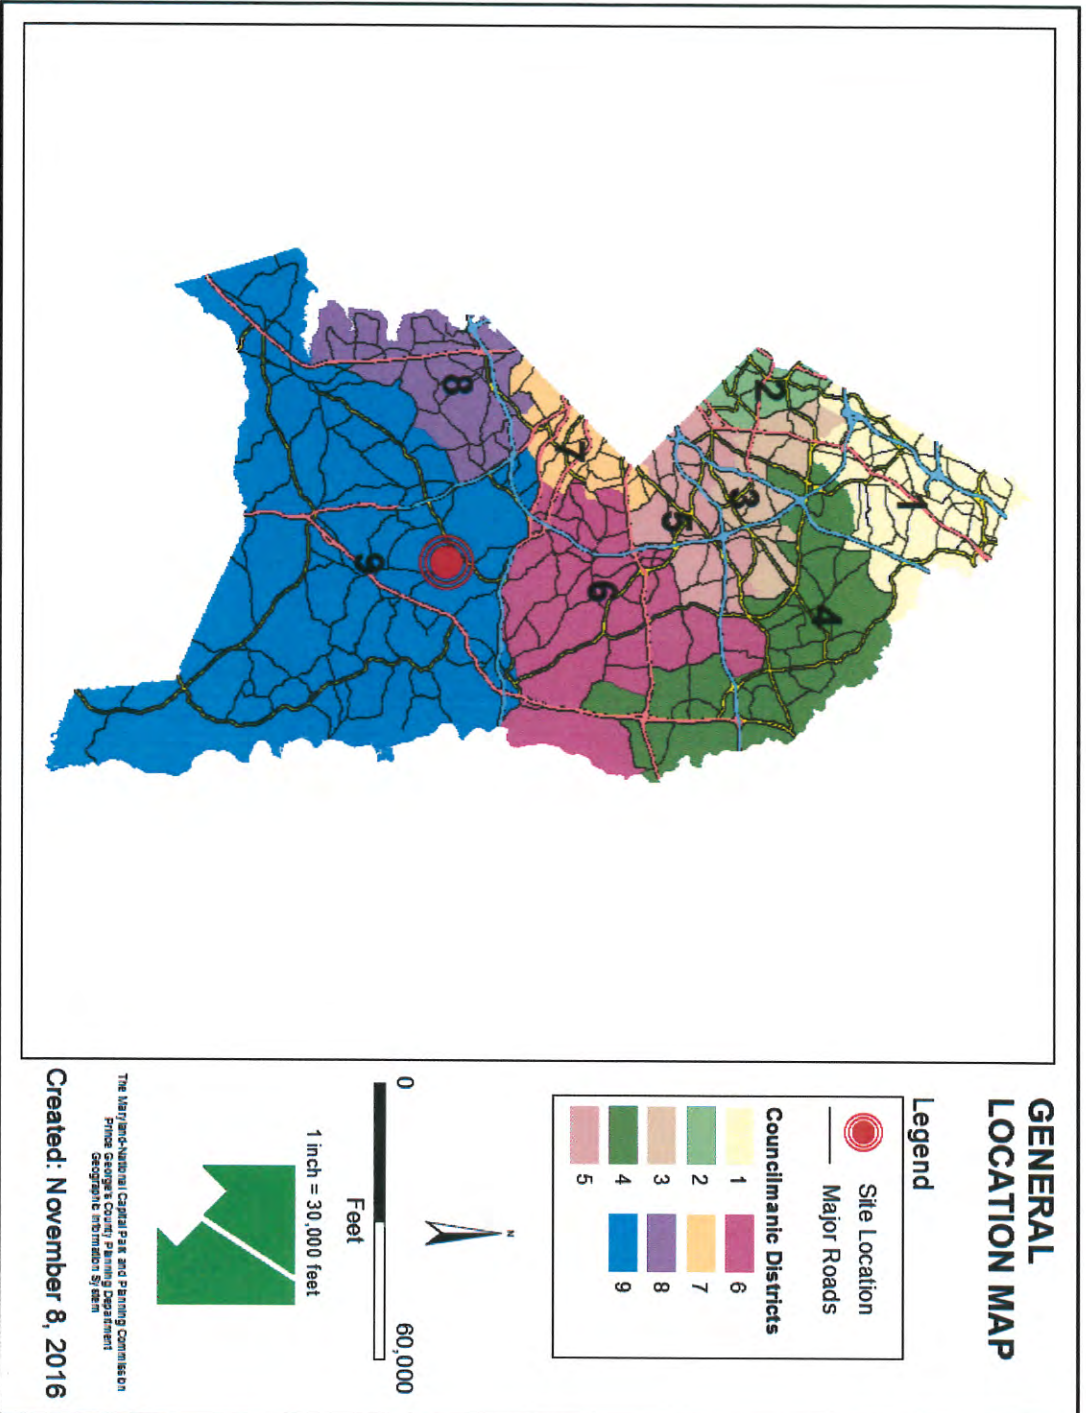 GENERAL
LOCATION MAP
Legend
Site Location
Major Roads
Councilmanic Districts
1
2
3
4
5
6
7
8
9
N
0
60,000
Feet
1 inch = 30,000 feet
The Maryland-National Capital Park and Planning Commission
Prince George's County Planning Department
Geographic Information System
Created: November 8, 2016
1
2
3
4
5
6
7
8
9